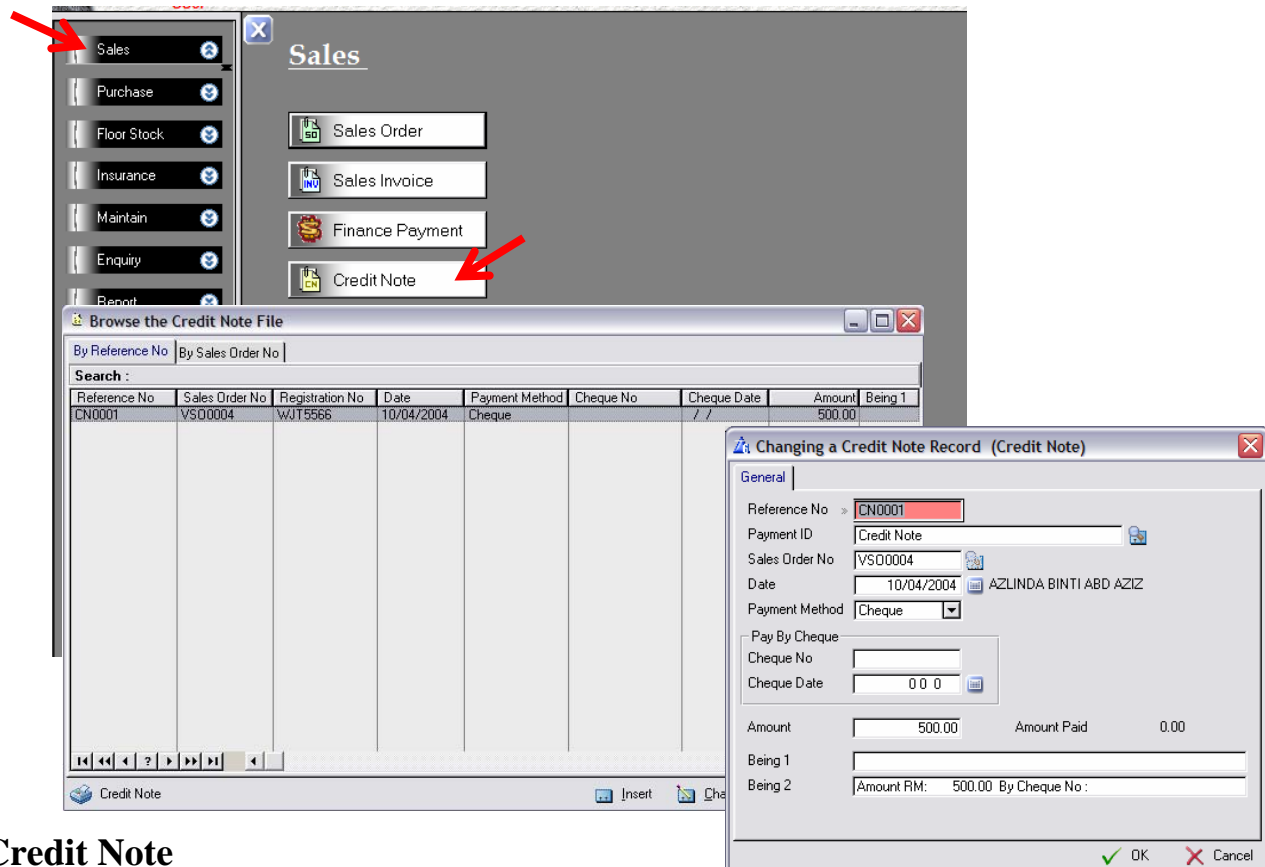 Sales
Purchase
Floor Stock
Insurance
Maintain
Enquiry
Report
Sales
Sales Order
Sales Invoice
Finance Payment
Credit Note
Browse the Credit Note File
By Reference No By Sales Order No
Search :
Reference No Sales Order No Registration No Date Payment Method Cheque No Cheque Date Amount Being 1
CN0001 VSO0004 WJT5566 10/04/2004 Cheque / / 500.00
Credit Note Insert
Changing a Credit Note Record (Credit Note)
General
Reference No » CN0001
Payment ID Credit Note
Sales Order No VSO0004
Date 10/04/2004 AZLINDA BINTI ABD AZIZ
Payment Method Cheque
Pay By Cheque
Cheque No
Cheque Date 0 0 0
Amount 500.00 Amount Paid 0.00
Being 1
Being 2 Amount RM: 500.00 By Cheque No :
OK Cancel
Credit Note